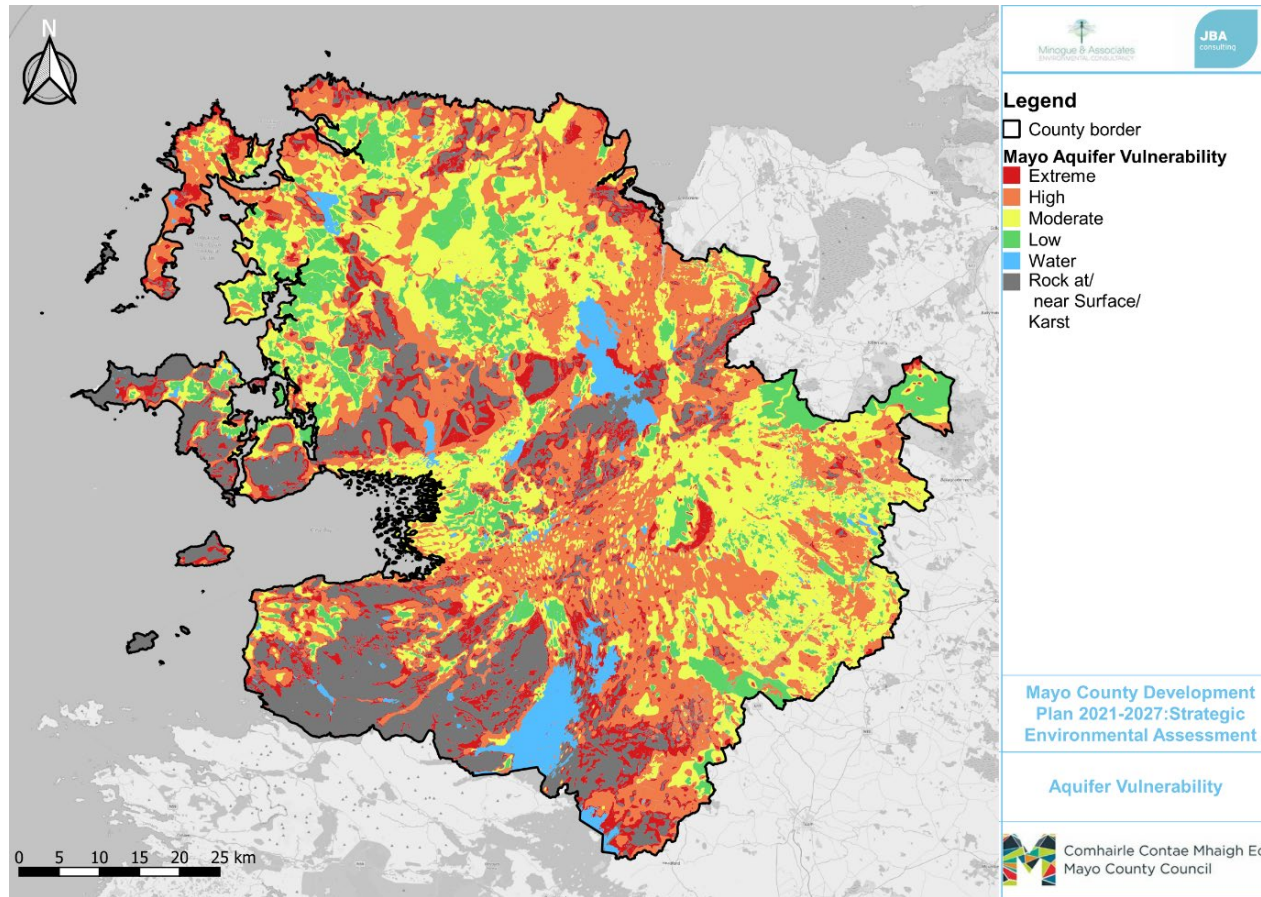 N
Minogue & Associates
ENVIRONMENTAL CONSULTANCY
JBA
consulting
Legend
County border
Mayo Aquifer Vulnerability
Extreme
High
Moderate
Low
Water
Rock at/
near Surface/
Karst
0 5 10 15 20 25 km
Mayo County Development
Plan 2021-2027:Strategic
Environmental Assessment
Aquifer Vulnerability
Comhairle Contae Mhaigh Eo
Mayo County Council